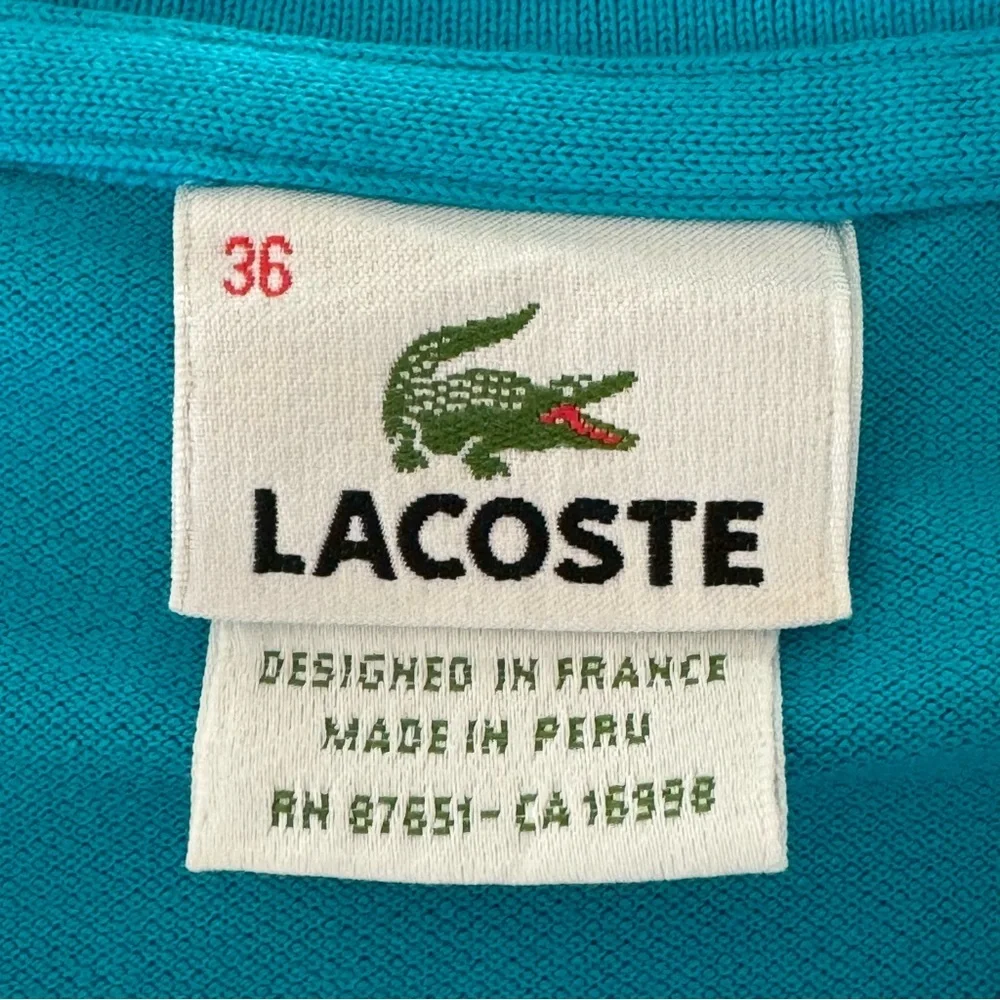 36
LACOSTE
DESIGNED IN FRANCE
MADE IN PERU
RN 87651-CA 16998